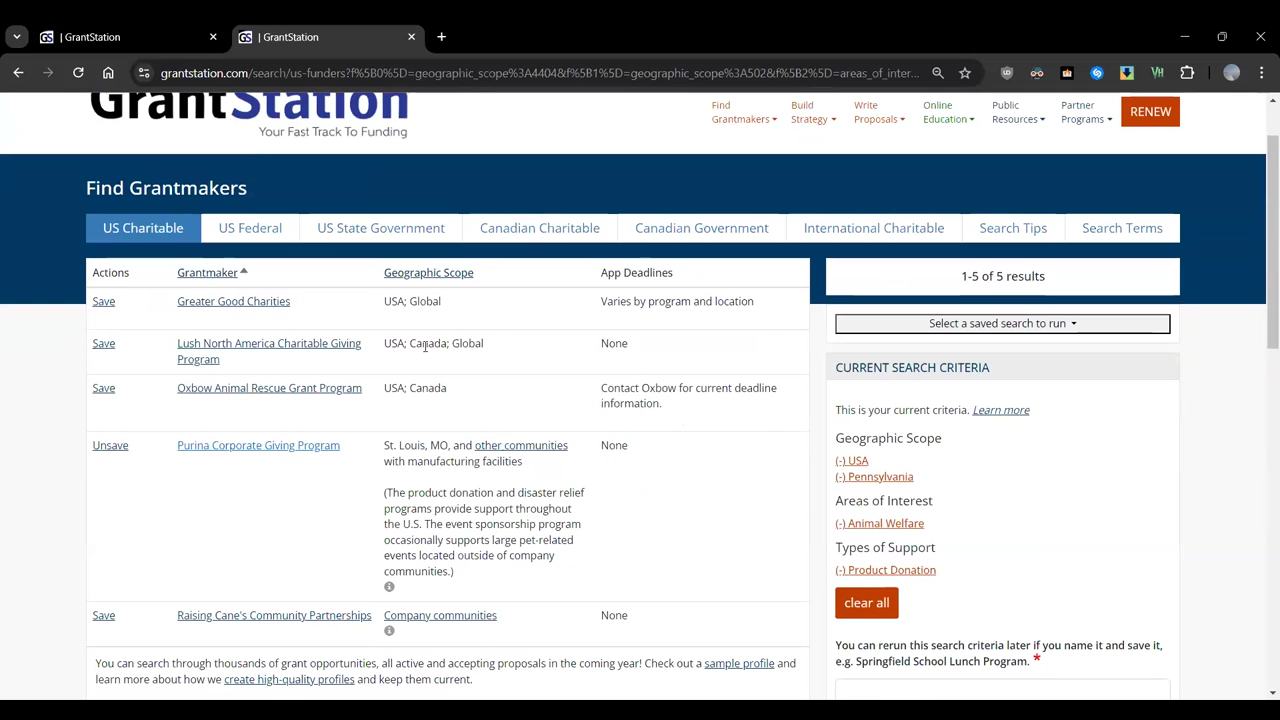 | GrantStation
| GrantStation
grantstation.com/search/us-funders?f%5B0%5D=geographic_scope%3A4404&f%5B1%5D=geographic_scope%3A502&f%5B2%5D=areas_of_inter...
GrantStation
Your Fast Track To Funding
Find Grantmakers
Build Strategy
Write Proposals
Online Education
Public Resources
Partner Programs
RENEW
Find Grantmakers
US Charitable
US Federal
US State Government
Canadian Charitable
Canadian Government
International Charitable
Search Tips
Search Terms
Actions Grantmaker Geographic Scope App Deadlines
Save Greater Good Charities USA; Global Varies by program and location
Save Lush North America Charitable Giving USA; Canada; Global None
Program
Save Oxbow Animal Rescue Grant Program USA; Canada Contact Oxbow for current deadline
information.
Unsave Purina Corporate Giving Program St. Louis, MO, and other communities None
with manufacturing facilities
(The product donation and disaster relief
programs provide support throughout
the U.S. The event sponsorship program
occasionally supports large pet-related
events located outside of company
communities.)
Save Raising Cane's Community Partnerships Company communities None
You can search through thousands of grant opportunities, all active and accepting proposals in the coming year! Check out a sample profile and
learn more about how we create high-quality profiles and keep them current.
1-5 of 5 results
Select a saved search to run
CURRENT SEARCH CRITERIA
This is your current criteria. Learn more
Geographic Scope
(-) USA
(-) Pennsylvania
Areas of Interest
(-) Animal Welfare
Types of Support
(-) Product Donation
clear all
You can rerun this search criteria later if you name it and save it,
e.g. Springfield School Lunch Program. *